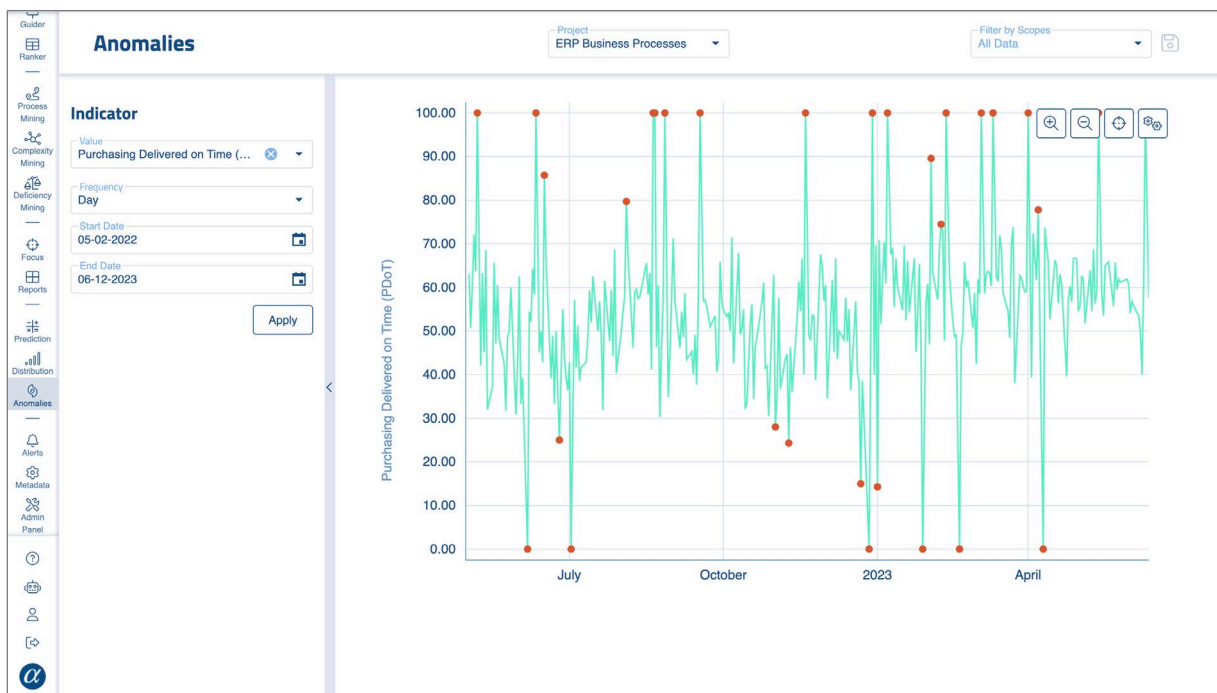 Guider
Ranker
Process
Mining
Complexity
Mining
Deficiency
Mining
Focus
Reports
Prediction
Distribution
Anomalies
Alerts
Metadata
Admin
Panel
α
Anomalies
Project
ERP Business Processes
Filter by Scopes
All Data
Indicator
Value
Purchasing Delivered on Time (...
Frequency
Day
Start Date
05-02-2022
End Date
06-12-2023
Apply
Purchasing Delivered on Time (PDoT)
100.00
90.00
80.00
70.00
60.00
50.00
40.00
30.00
20.00
10.00
0.00
July
October
2023
April